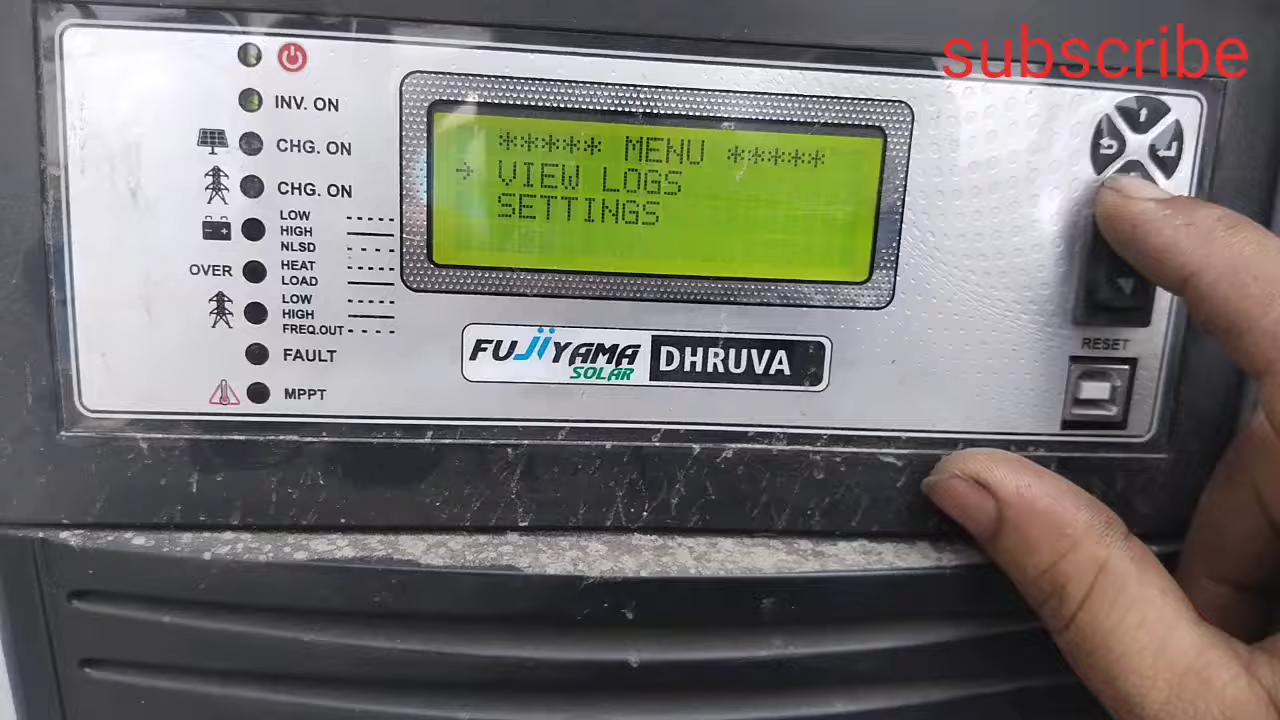 subscribe
INV. ON
CHG. ON
CHG. ON
LOW
HIGH
NLSD
OVER
HEAT
LOAD
LOW
HIGH
FREQ.OUT
FAULT
MPPT
***** MENU *****
→ VIEW LOGS
SETTINGS
FUJIYAMA
SOLAR
DHRUVA
RESET